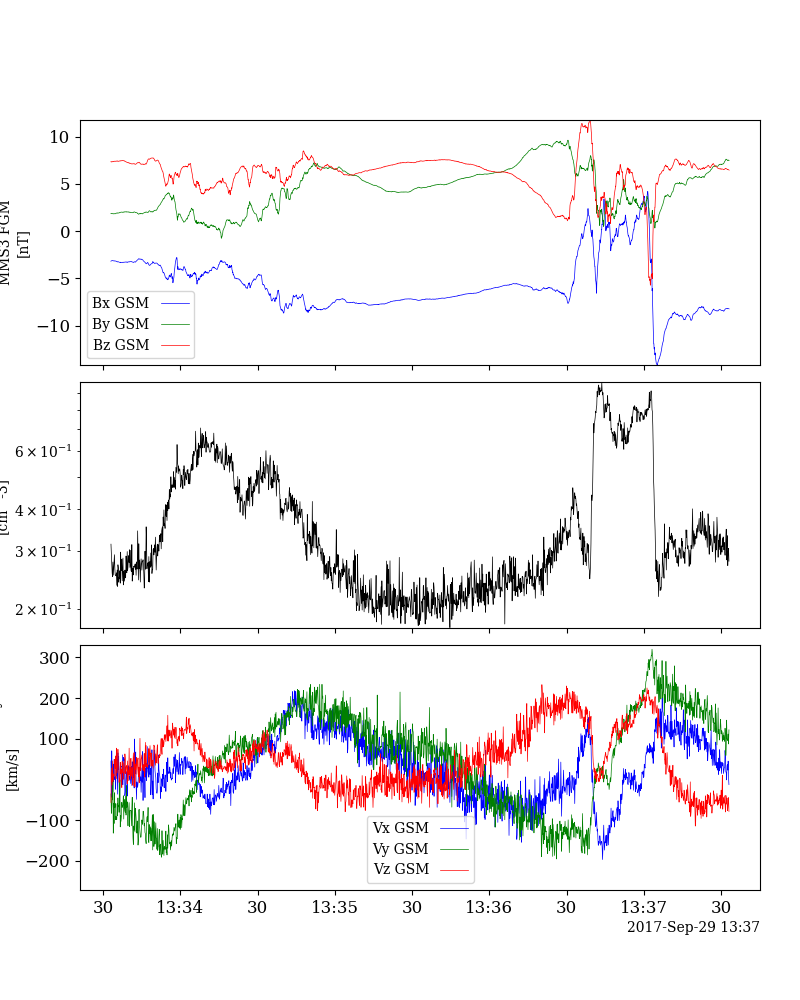 10
5
0
−5
−10
MMS3 FGM
[nT]
Bx GSM
By GSM
Bz GSM
6 × 10⁻¹
4 × 10⁻¹
3 × 10⁻¹
2 × 10⁻¹
300
200
100
0
−100
−200
[km/s]
Vx GSM
Vy GSM
Vz GSM
30 13:34 30 13:35 30 13:36 30 13:37 30
2017-Sep-29 13:37